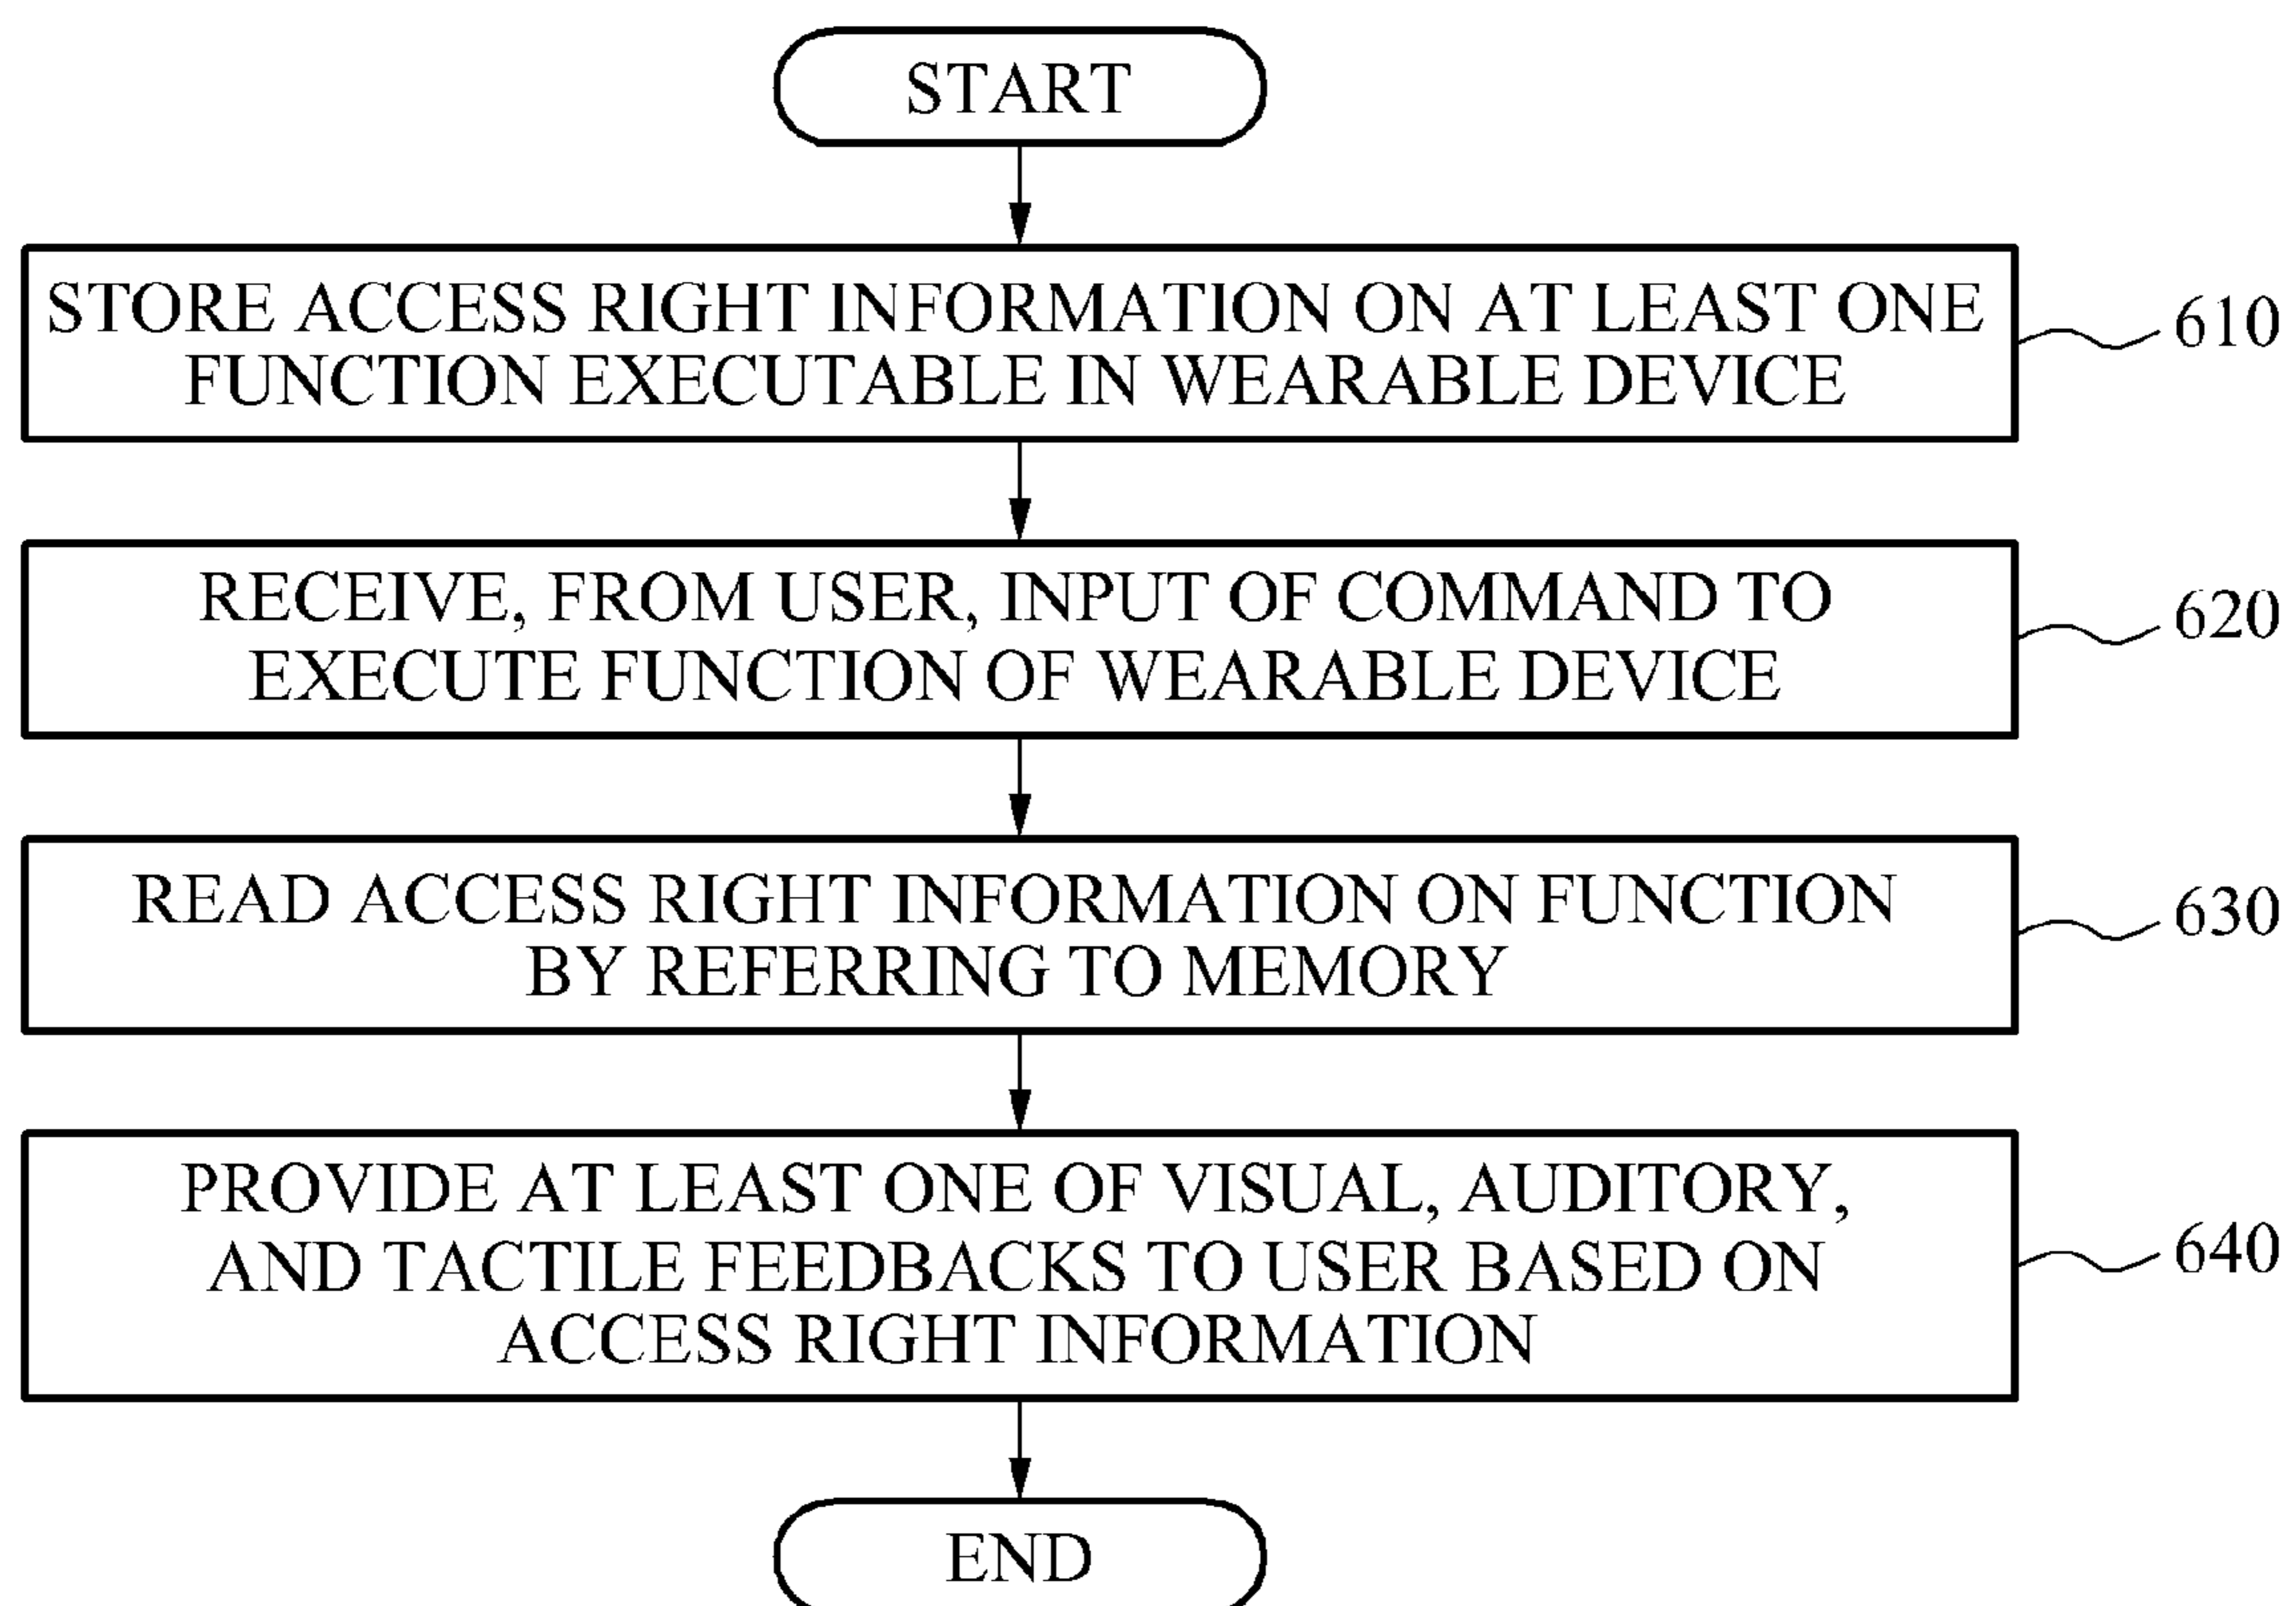 START
STORE ACCESS RIGHT INFORMATION ON AT LEAST ONE
FUNCTION EXECUTABLE IN WEARABLE DEVICE
610
RECEIVE, FROM USER, INPUT OF COMMAND TO
EXECUTE FUNCTION OF WEARABLE DEVICE
620
READ ACCESS RIGHT INFORMATION ON FUNCTION
BY REFERRING TO MEMORY
630
PROVIDE AT LEAST ONE OF VISUAL, AUDITORY,
AND TACTILE FEEDBACKS TO USER BASED ON
ACCESS RIGHT INFORMATION
640
END